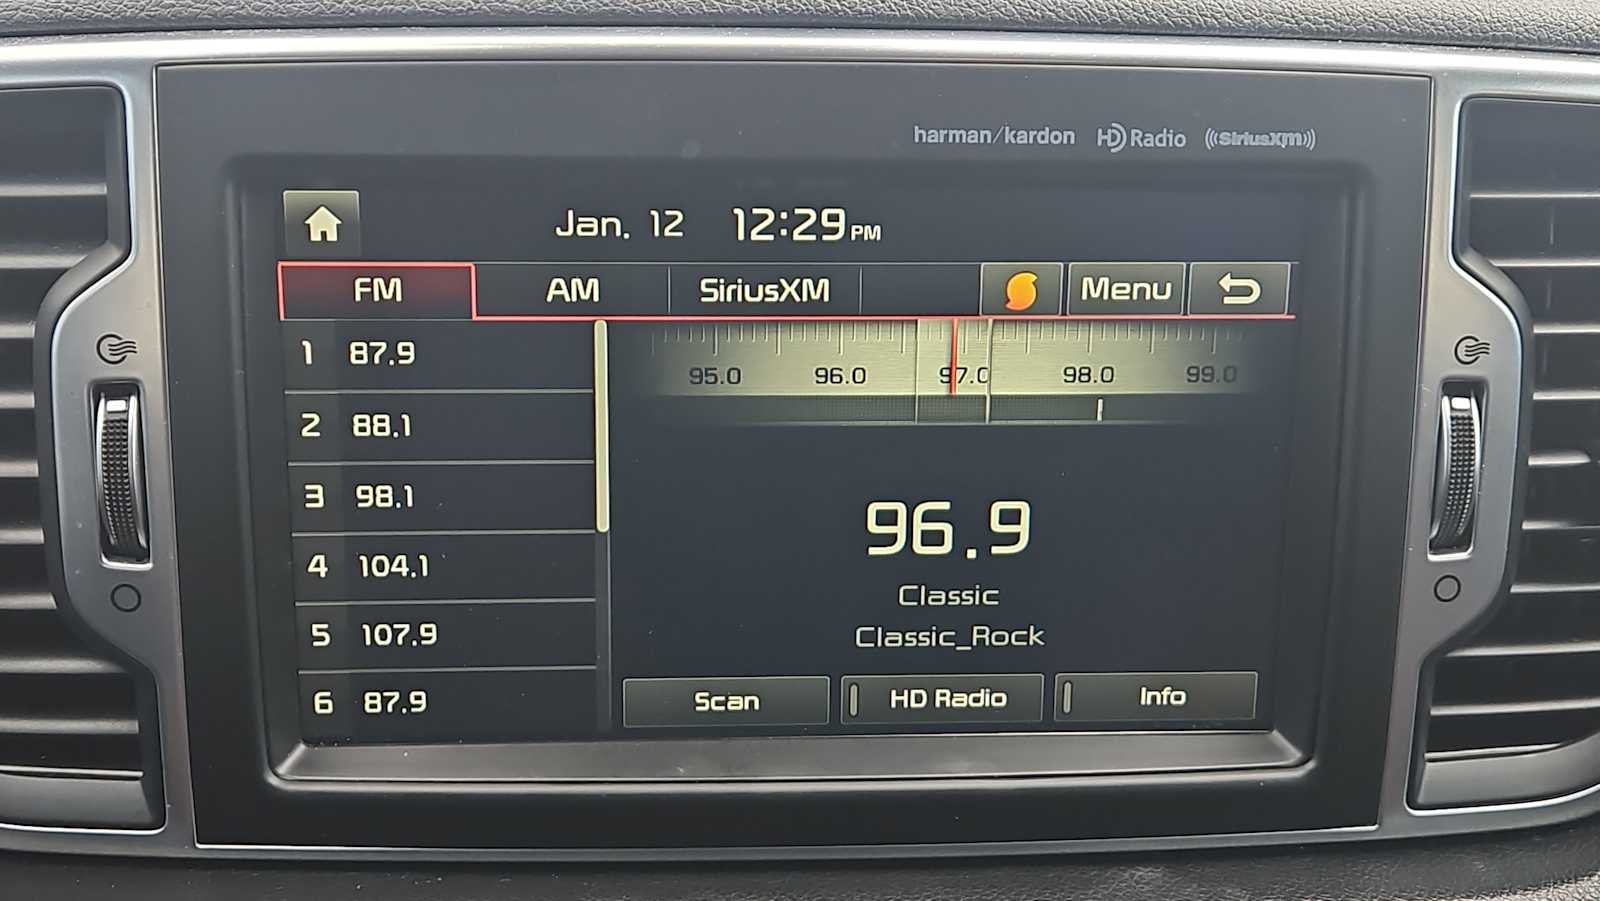 harman/kardon HD Radio SiriusXM
Jan. 12 12:29 PM
FM AM SiriusXM Menu
1 87.9
2 88.1
3 98.1
4 104.1
5 107.9
6 87.9
95.0 96.0 97.0 98.0 99.0
96.9
Classic
Classic_Rock
Scan HD Radio Info